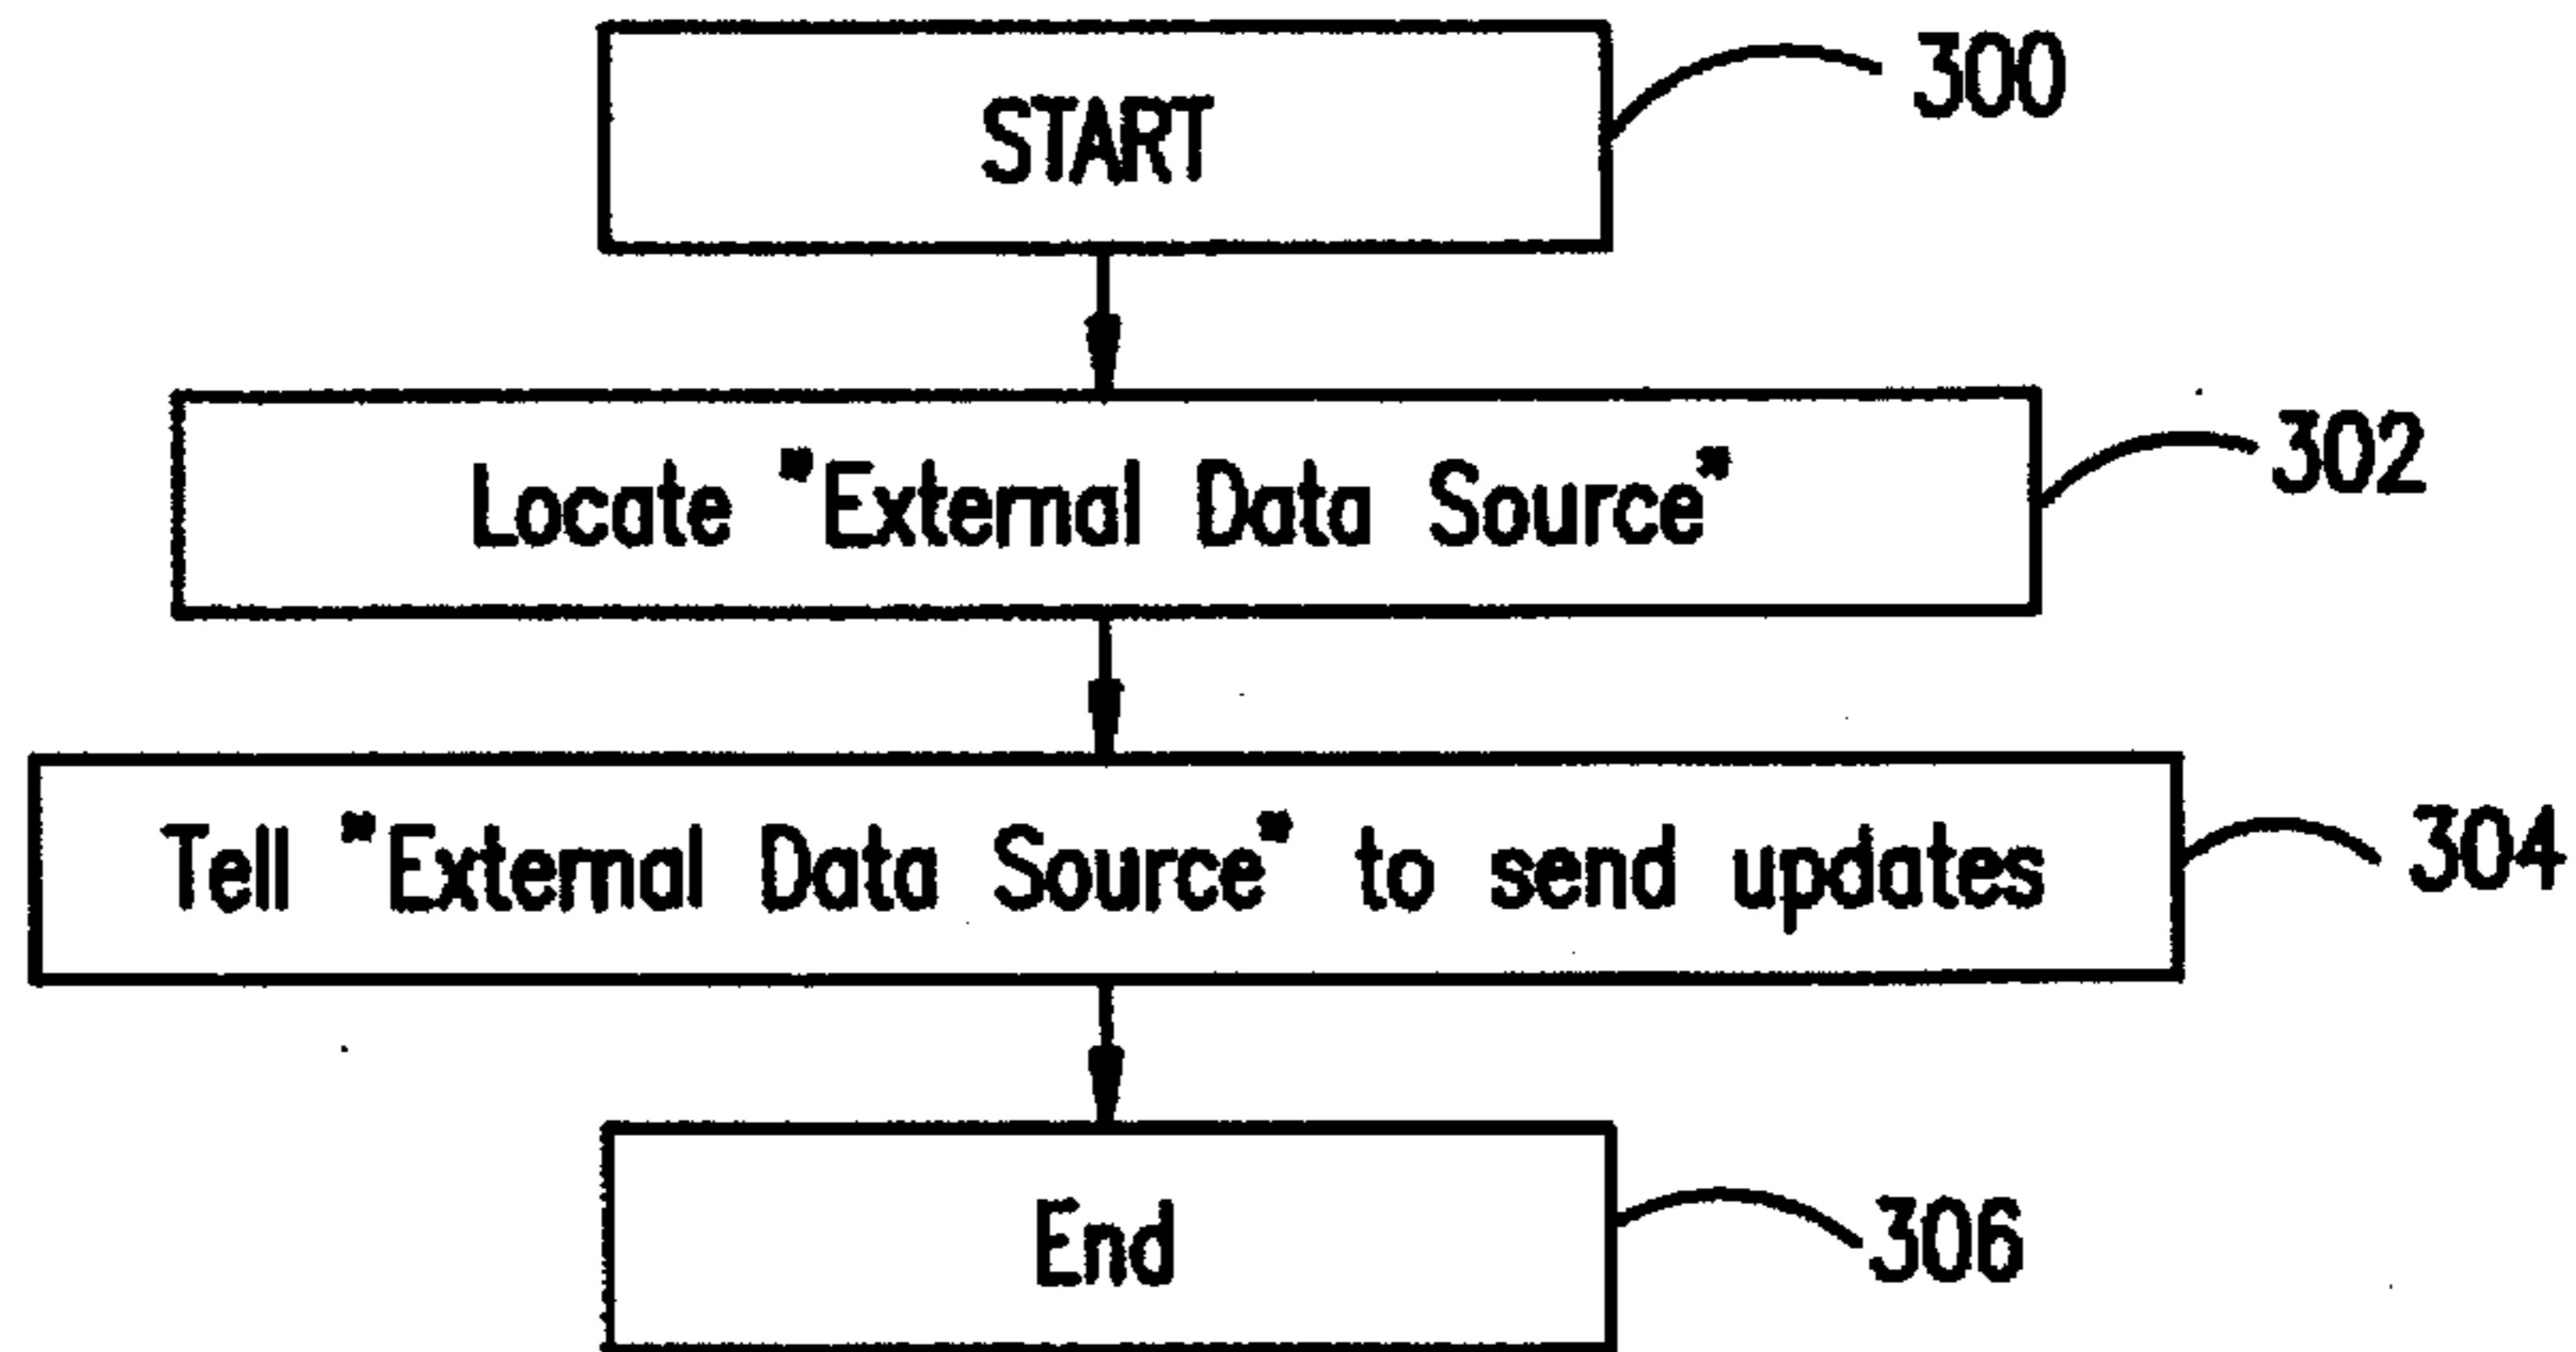 START
300
Locate "External Data Source"
302
Tell "External Data Source" to send updates
304
End
306